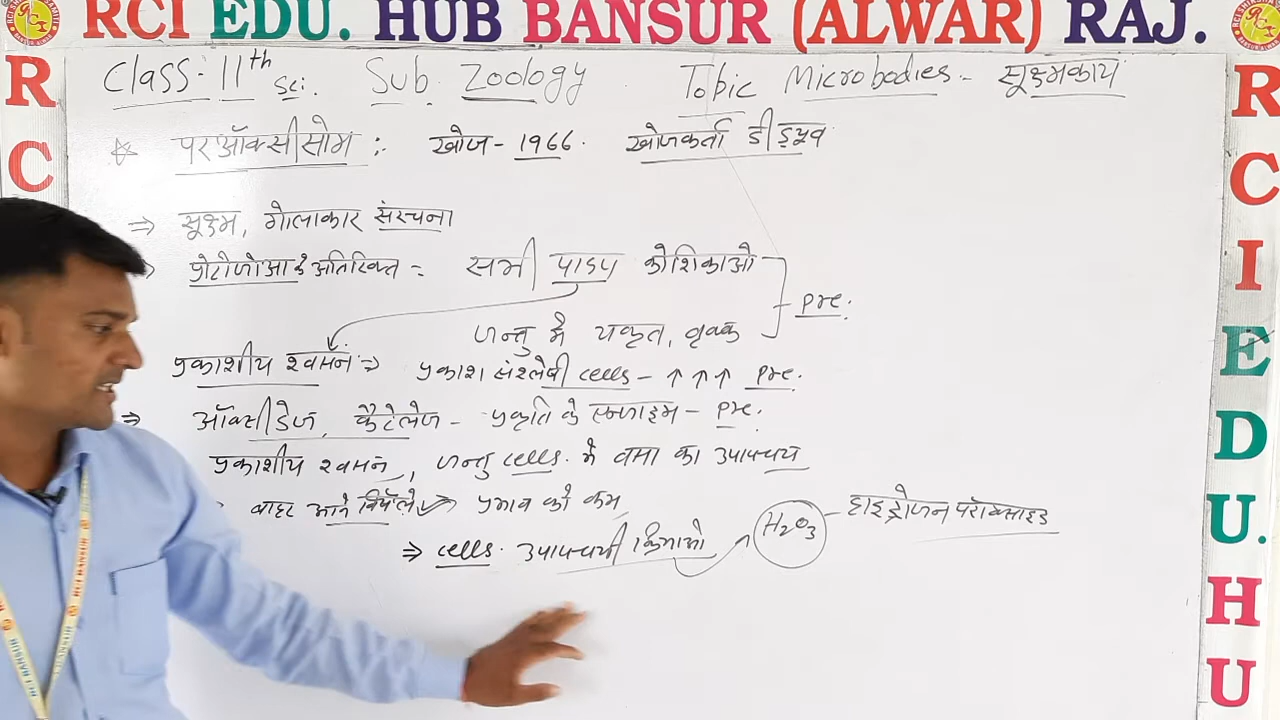 RCI EDU. HUB BANSUR (ALWAR) RAJ.
Class- 11th Sci. Sub. Zoology Topic Microbodies- सूक्ष्मकाय
परऑक्सीसोम :- खोज- 1966. खोजकर्ता डी ड्यूव
⇒ सूक्ष्म, गोलाकार संरचना
प्रोटोजोआ के अतिरिक्त = सभी पादप कोशिकाओ
जन्तु में यकृत, वृक्क
Pre.
प्रकाशीय श्वसन ⇒ प्रकाश संश्लेषी cells - ↑ ↑ ↑ Pre.
⇒ ऑक्सीडेज, कैटेलेज - प्रकृति के एन्जाइम - Pre.
प्रकाशीय श्वसन, जन्तु cells. में वसा का उपापचय
बाहर आने विषैले प्रभाव को कम
⇒ cells. उपापचयी क्रियाओ H2O3 - हाइड्रोजन परॉक्साइड
R
C
R
C
I
E
D
U.
H
U